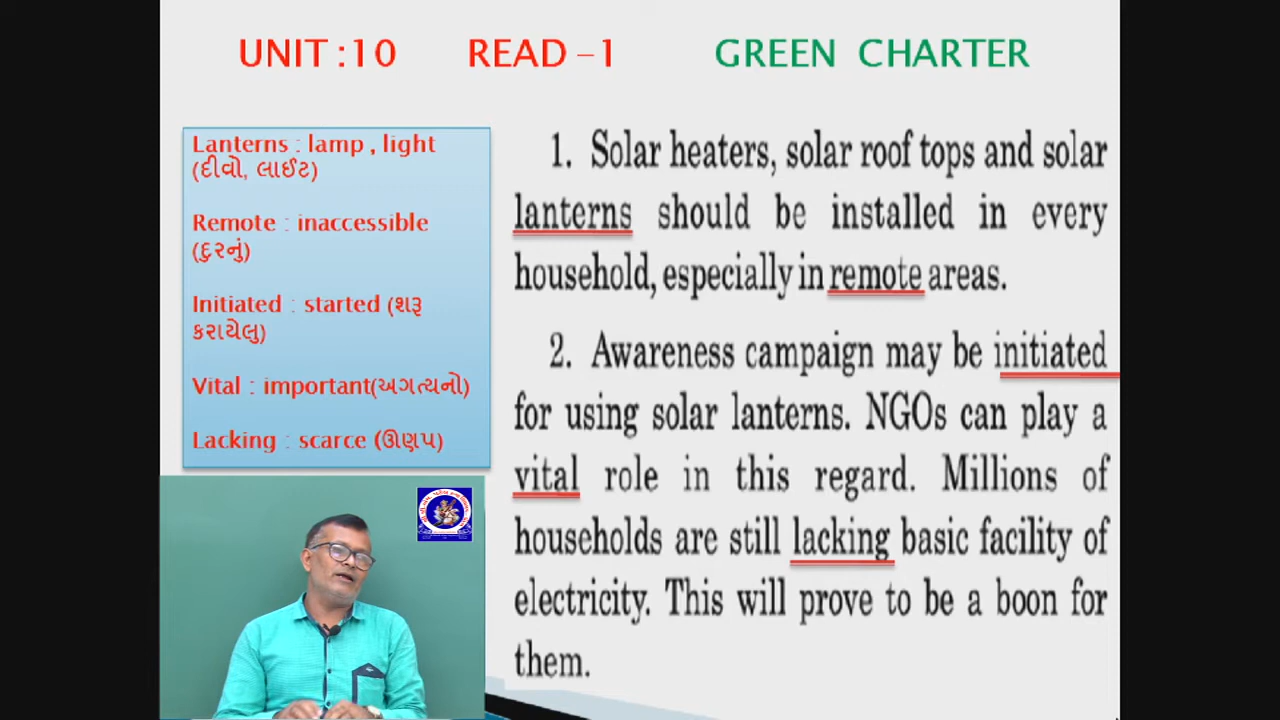 UNIT :10 READ –1 GREEN CHARTER
Lanterns : lamp , light
(દીવો, લાઈટ)
Remote : inaccessible
(દુરનું)
Initiated : started (શરૂ
કરાયેલુ)
Vital : important(અગત્યનો)
Lacking : scarce (ઊણપ)
1. Solar heaters, solar roof tops and solar
lanterns should be installed in every
household, especially in remote areas.
2. Awareness campaign may be initiated
for using solar lanterns. NGOs can play a
vital role in this regard. Millions of
households are still lacking basic facility of
electricity. This will prove to be a boon for
them.